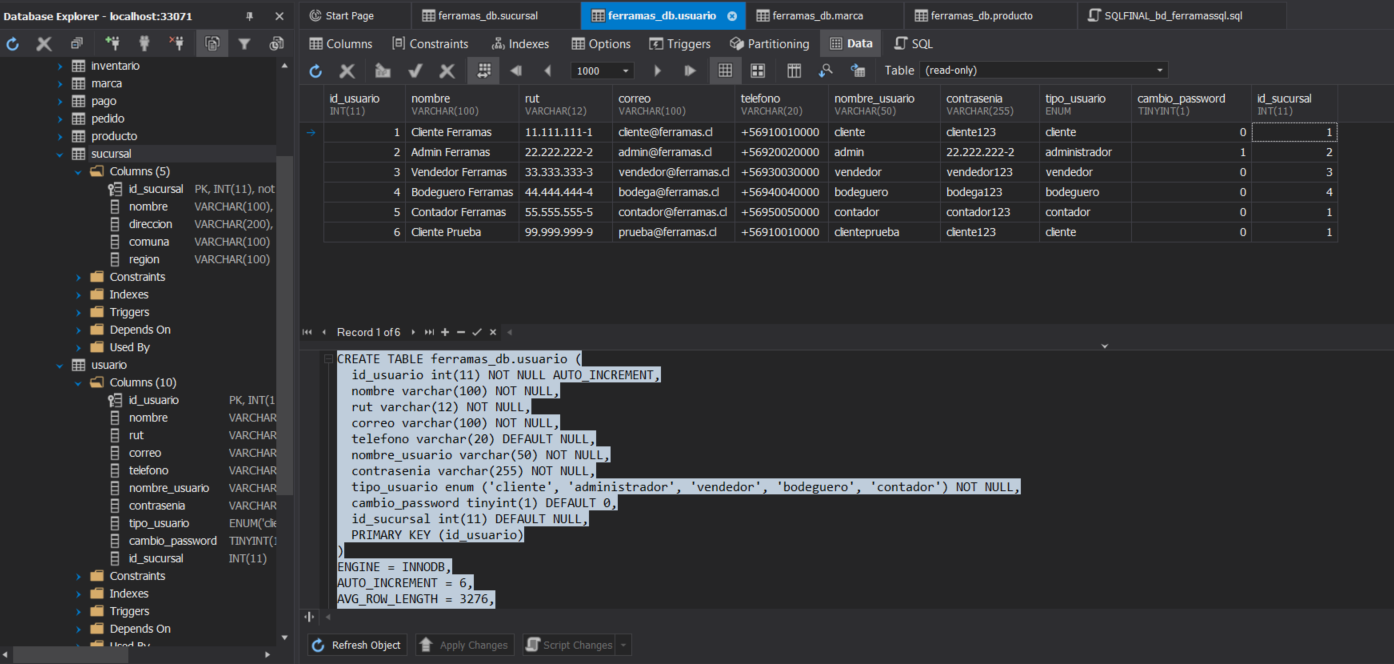 Database Explorer - localhost:33071
inventario
marca
pago
pedido
producto
sucursal
Columns (5)
id_sucursal PK, INT(11), not
nombre VARCHAR(100),
direccion VARCHAR(200),
comuna VARCHAR(100)
region VARCHAR(100)
Constraints
Indexes
Triggers
Depends On
Used By
usuario
Columns (10)
id_usuario PK, INT(1
nombre VARCHAR
rut VARCHAR
correo VARCHAR
telefono VARCHAR
nombre_usuario VARCHAR
contrasenia VARCHAR
tipo_usuario ENUM('clie
cambio_password TINYINT(1
id_sucursal INT(11)
Constraints
Indexes
Triggers
Depends On
Used By
Start Page ferramas_db.sucursal ferramas_db.usuario ferramas_db.marca ferramas_db.producto SQLFINAL_bd_ferramassql.sql
Columns Constraints Indexes Options Triggers Partitioning Data SQL
1000 Table (read-only)
id_usuario nombre rut correo telefono nombre_usuario contrasenia tipo_usuario cambio_password id_sucursal
INT(11) VARCHAR(100) VARCHAR(12) VARCHAR(100) VARCHAR(20) VARCHAR(50) VARCHAR(255) ENUM TINYINT(1) INT(11)
1 Cliente Ferramas 11.111.111-1 cliente@ferramas.cl +56910010000 cliente cliente123 cliente 0 1
2 Admin Ferramas 22.222.222-2 admin@ferramas.cl +56920020000 admin 22.222.222-2 administrador 1 2
3 Vendedor Ferramas 33.333.333-3 vendedor@ferramas.cl +56930030000 vendedor vendedor123 vendedor 0 3
4 Bodeguero Ferramas 44.444.444-4 bodega@ferramas.cl +56940040000 bodeguero bodega123 bodeguero 0 4
5 Contador Ferramas 55.555.555-5 contador@ferramas.cl +56950050000 contador contador123 contador 0 1
6 Cliente Prueba 99.999.999-9 prueba@ferramas.cl +56910010000 clienteprueba cliente123 cliente 0 1
Record 1 of 6
CREATE TABLE ferramas_db.usuario (
id_usuario int(11) NOT NULL AUTO_INCREMENT,
nombre varchar(100) NOT NULL,
rut varchar(12) NOT NULL,
correo varchar(100) NOT NULL,
telefono varchar(20) DEFAULT NULL,
nombre_usuario varchar(50) NOT NULL,
contrasenia varchar(255) NOT NULL,
tipo_usuario enum ('cliente', 'administrador', 'vendedor', 'bodeguero', 'contador') NOT NULL,
cambio_password tinyint(1) DEFAULT 0,
id_sucursal int(11) DEFAULT NULL,
PRIMARY KEY (id_usuario)
)
ENGINE = INNODB,
AUTO_INCREMENT = 6,
AVG_ROW_LENGTH = 3276,
Refresh Object Apply Changes Script Changes